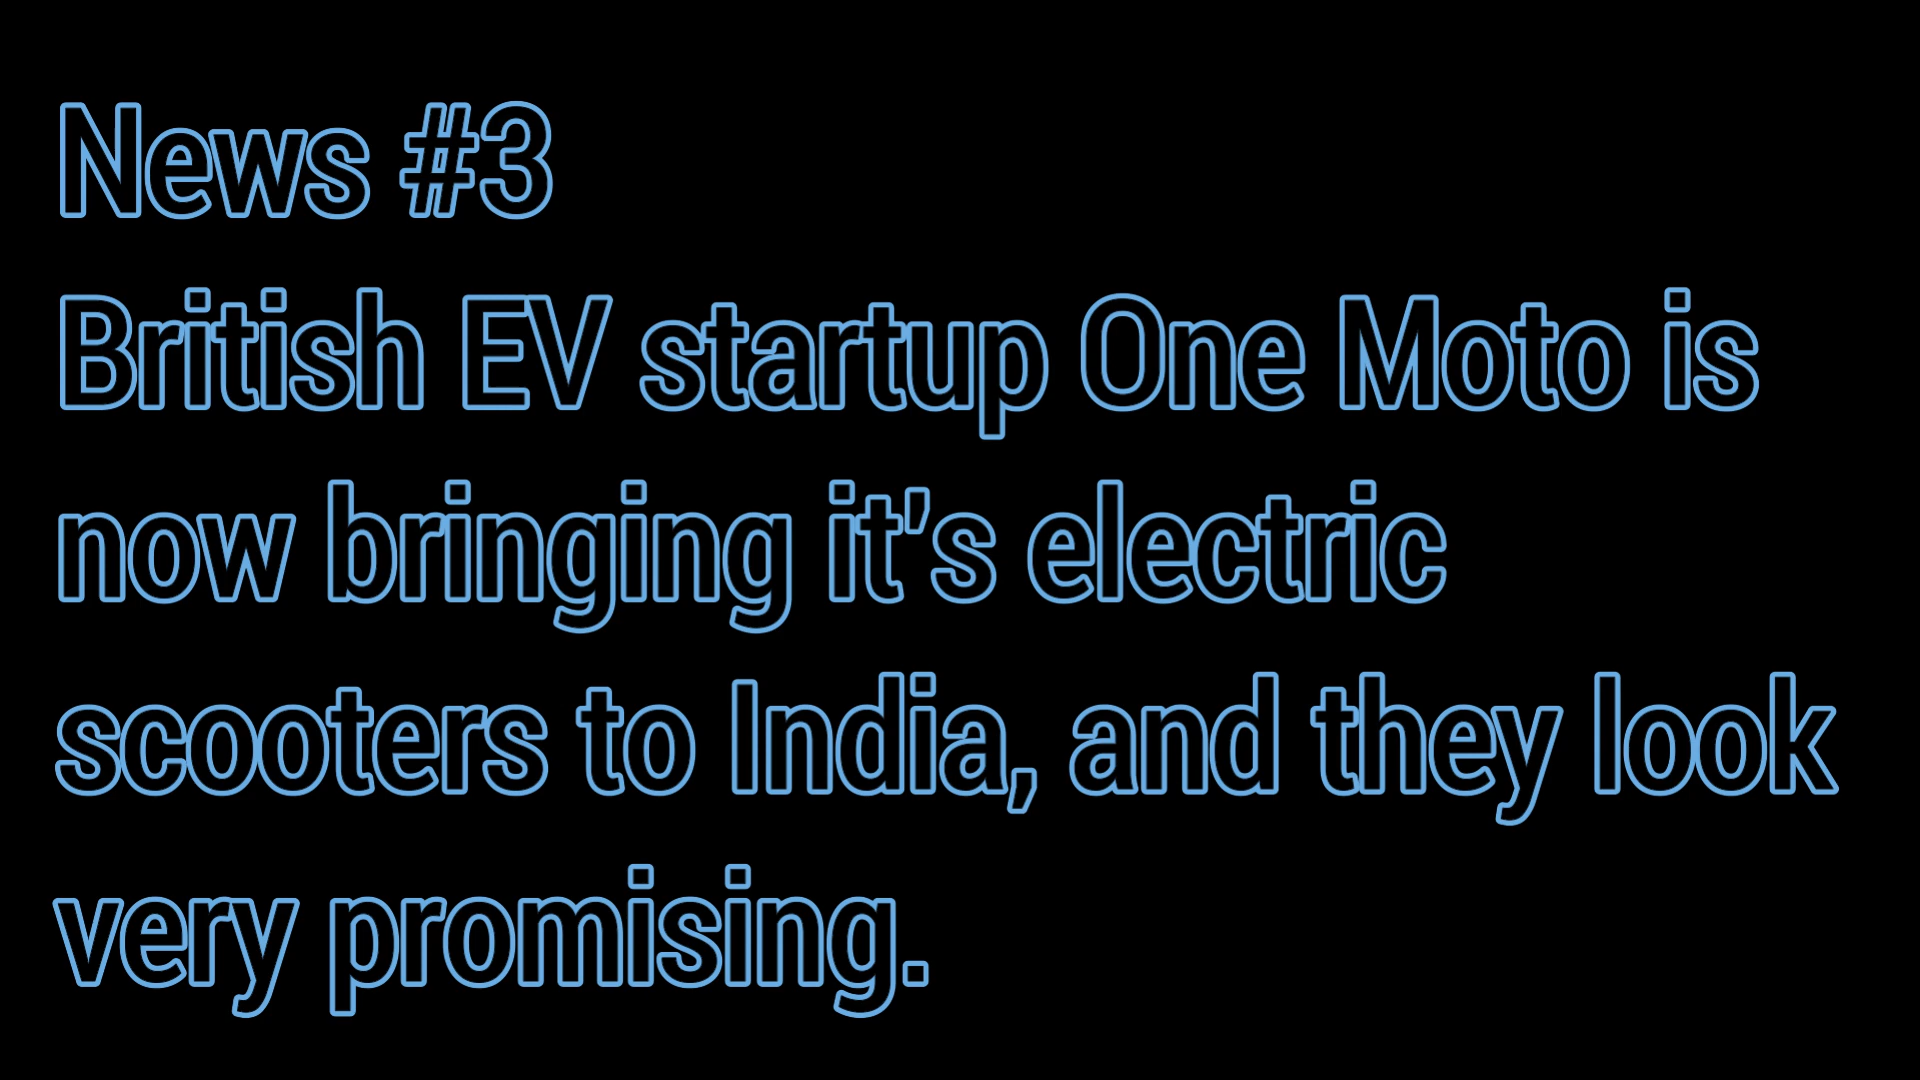 News #3
British EV startup One Moto is
now bringing it's electric
scooters to India, and they look
very promising.